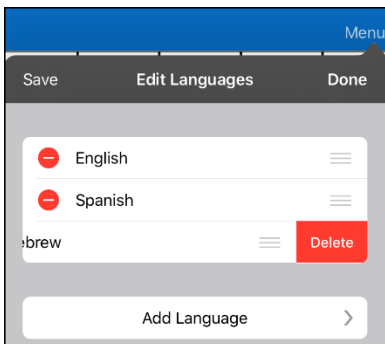 Menu
Save Edit Languages Done
English
Spanish
ebrew Delete
Add Language